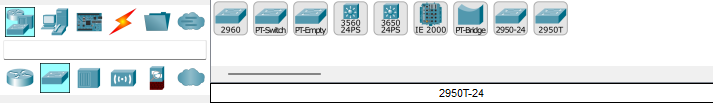 2960
PT-Switch
PT-Empty
3560
24PS
3650
24PS
IE 2000
PT-Bridge
2950-24
2950T
2950T-24